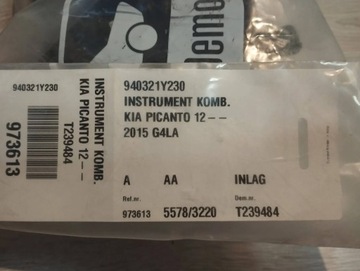 940321Y230
INSTRUMENT KOMB.
KIA PICANTO 12--
T239484
973613
940321Y230
INSTRUMENT KOMB.
KIA PICANTO 12--
2015 G4LA
A AA INLAG
Ref.nr. Dem.nr.
973613 5578/3220 T239484